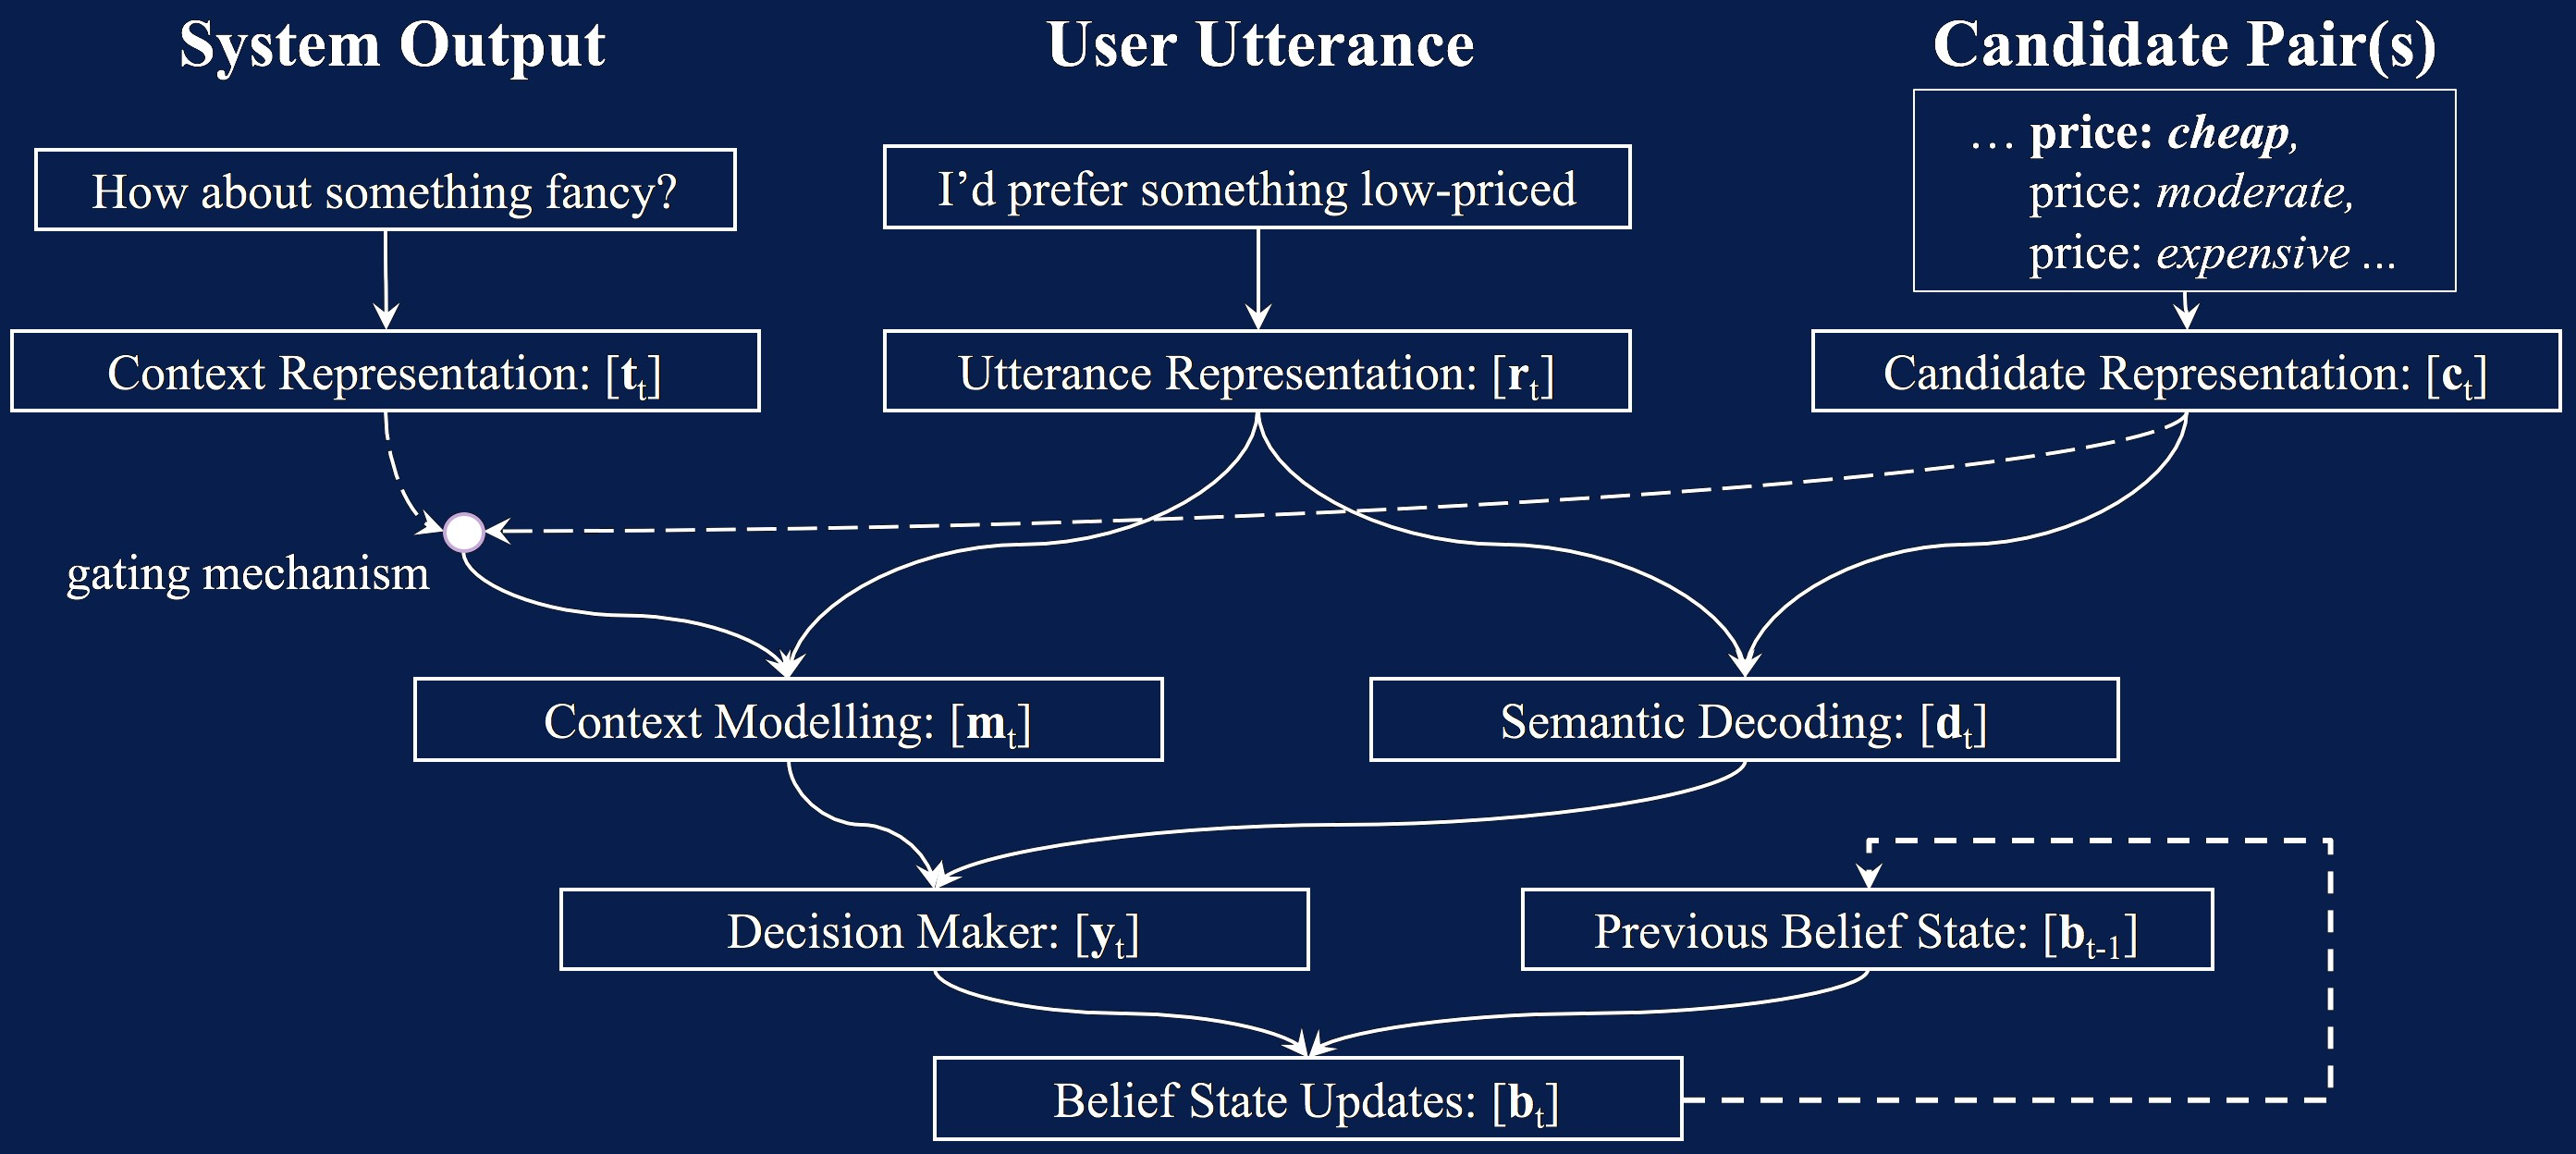 System Output
User Utterance
Candidate Pair(s)
How about something fancy?
I’d prefer something low-priced
… price: cheap,
price: moderate,
price: expensive ...
Context Representation: [tt]
Utterance Representation: [rt]
Candidate Representation: [ct]
gating mechanism
Context Modelling: [mt]
Semantic Decoding: [dt]
Decision Maker: [yt]
Previous Belief State: [bt-1]
Belief State Updates: [bt]